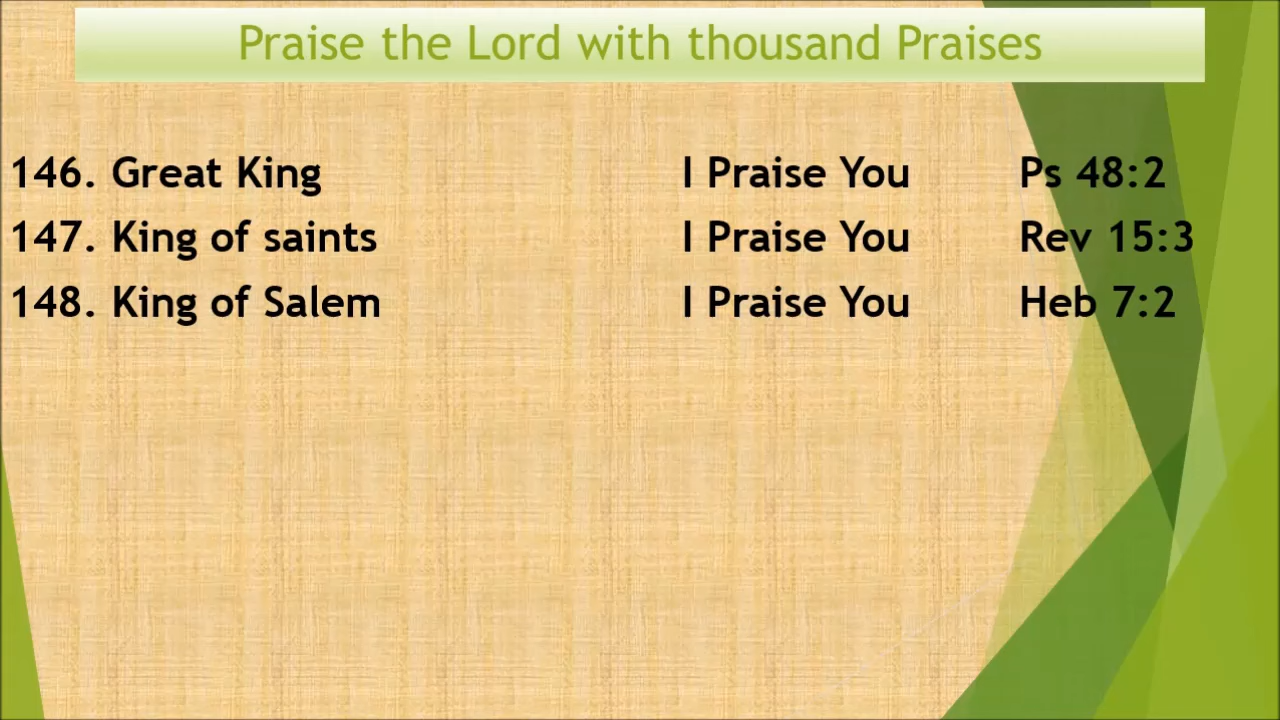 Praise the Lord with thousand Praises
146. Great King I Praise You Ps 48:2
147. King of saints I Praise You Rev 15:3
148. King of Salem I Praise You Heb 7:2